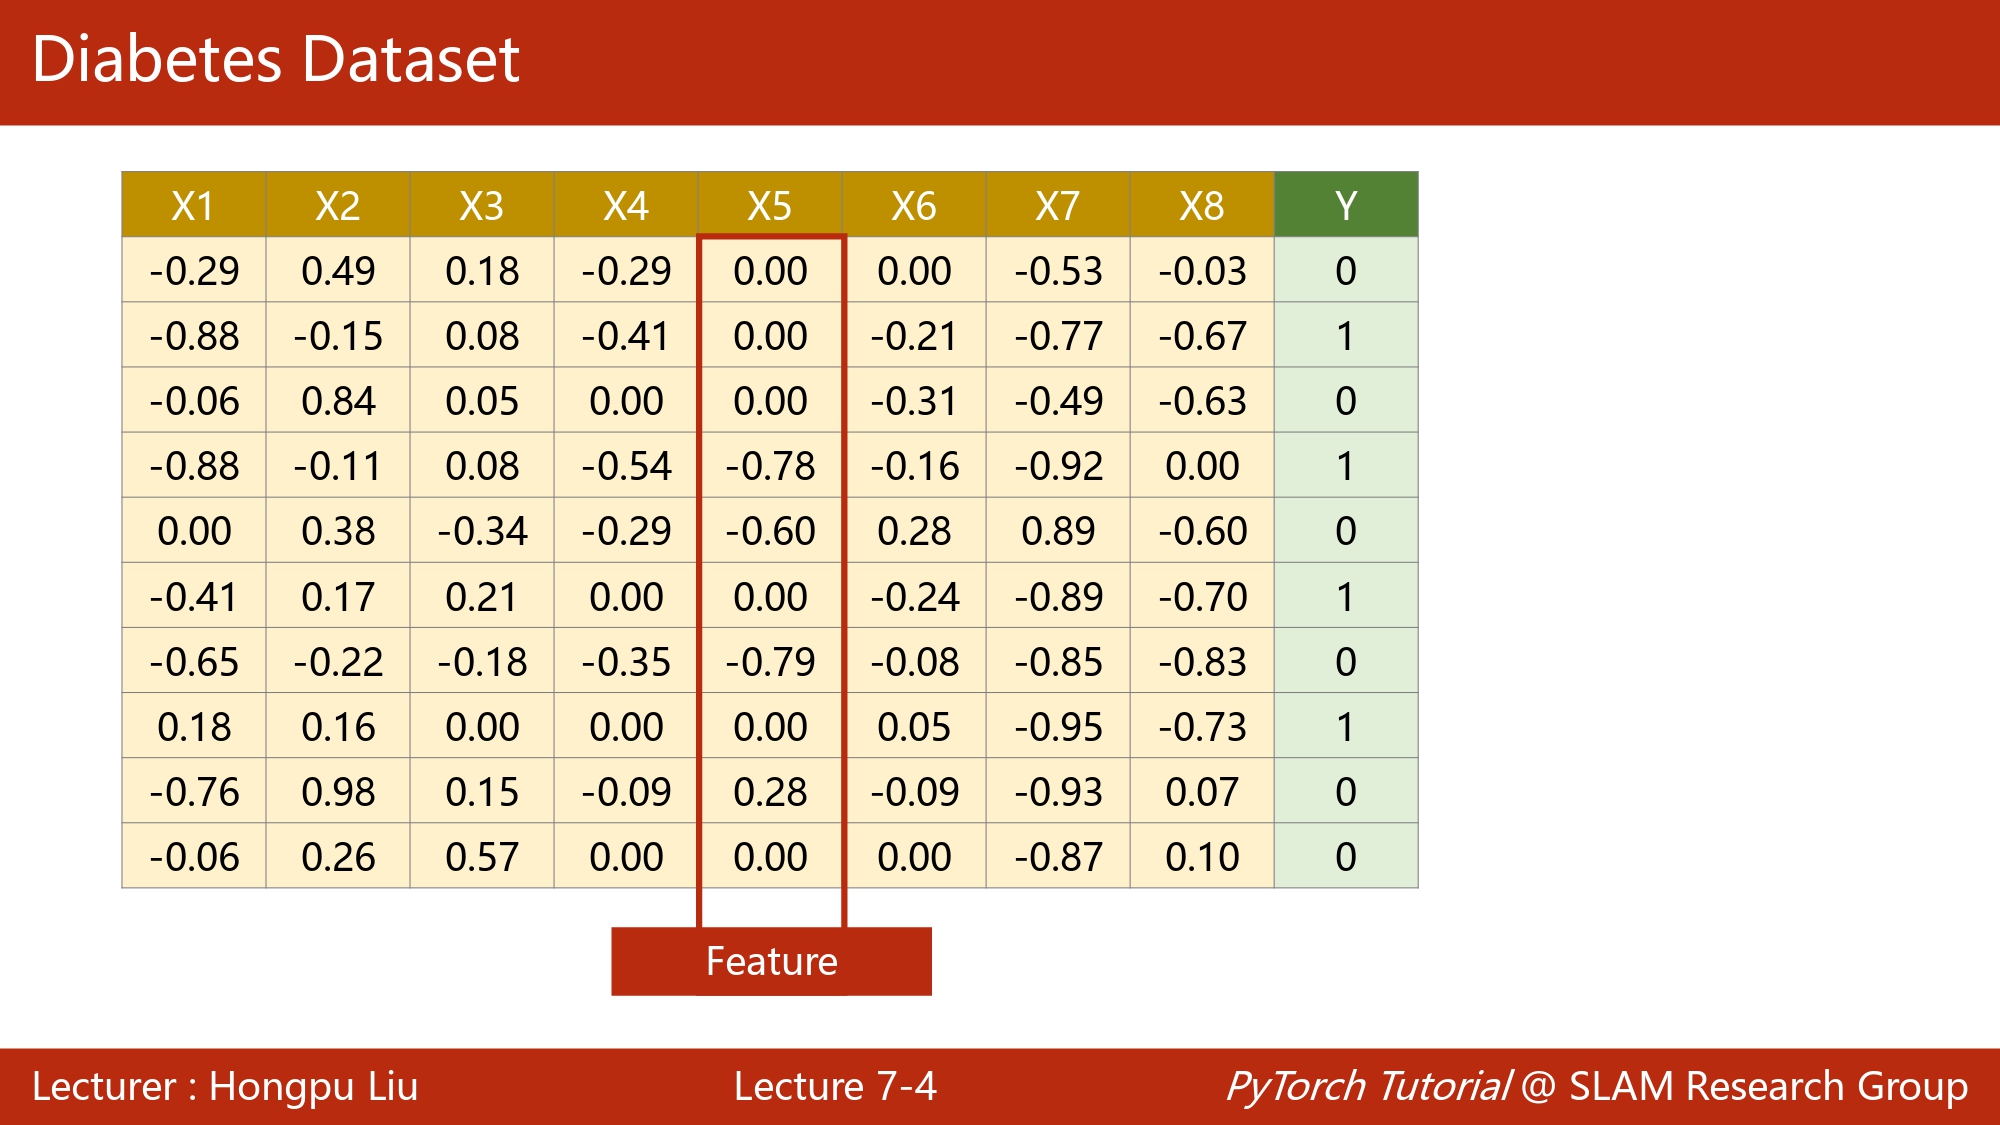 Diabetes Dataset
X1 X2 X3 X4 X5 X6 X7 X8 Y
-0.29 0.49 0.18 -0.29 0.00 0.00 -0.53 -0.03 0
-0.88 -0.15 0.08 -0.41 0.00 -0.21 -0.77 -0.67 1
-0.06 0.84 0.05 0.00 0.00 -0.31 -0.49 -0.63 0
-0.88 -0.11 0.08 -0.54 -0.78 -0.16 -0.92 0.00 1
0.00 0.38 -0.34 -0.29 -0.60 0.28 0.89 -0.60 0
-0.41 0.17 0.21 0.00 0.00 -0.24 -0.89 -0.70 1
-0.65 -0.22 -0.18 -0.35 -0.79 -0.08 -0.85 -0.83 0
0.18 0.16 0.00 0.00 0.00 0.05 -0.95 -0.73 1
-0.76 0.98 0.15 -0.09 0.28 -0.09 -0.93 0.07 0
-0.06 0.26 0.57 0.00 0.00 0.00 -0.87 0.10 0
Feature
Lecturer : Hongpu Liu Lecture 7-4 PyTorch Tutorial @ SLAM Research Group